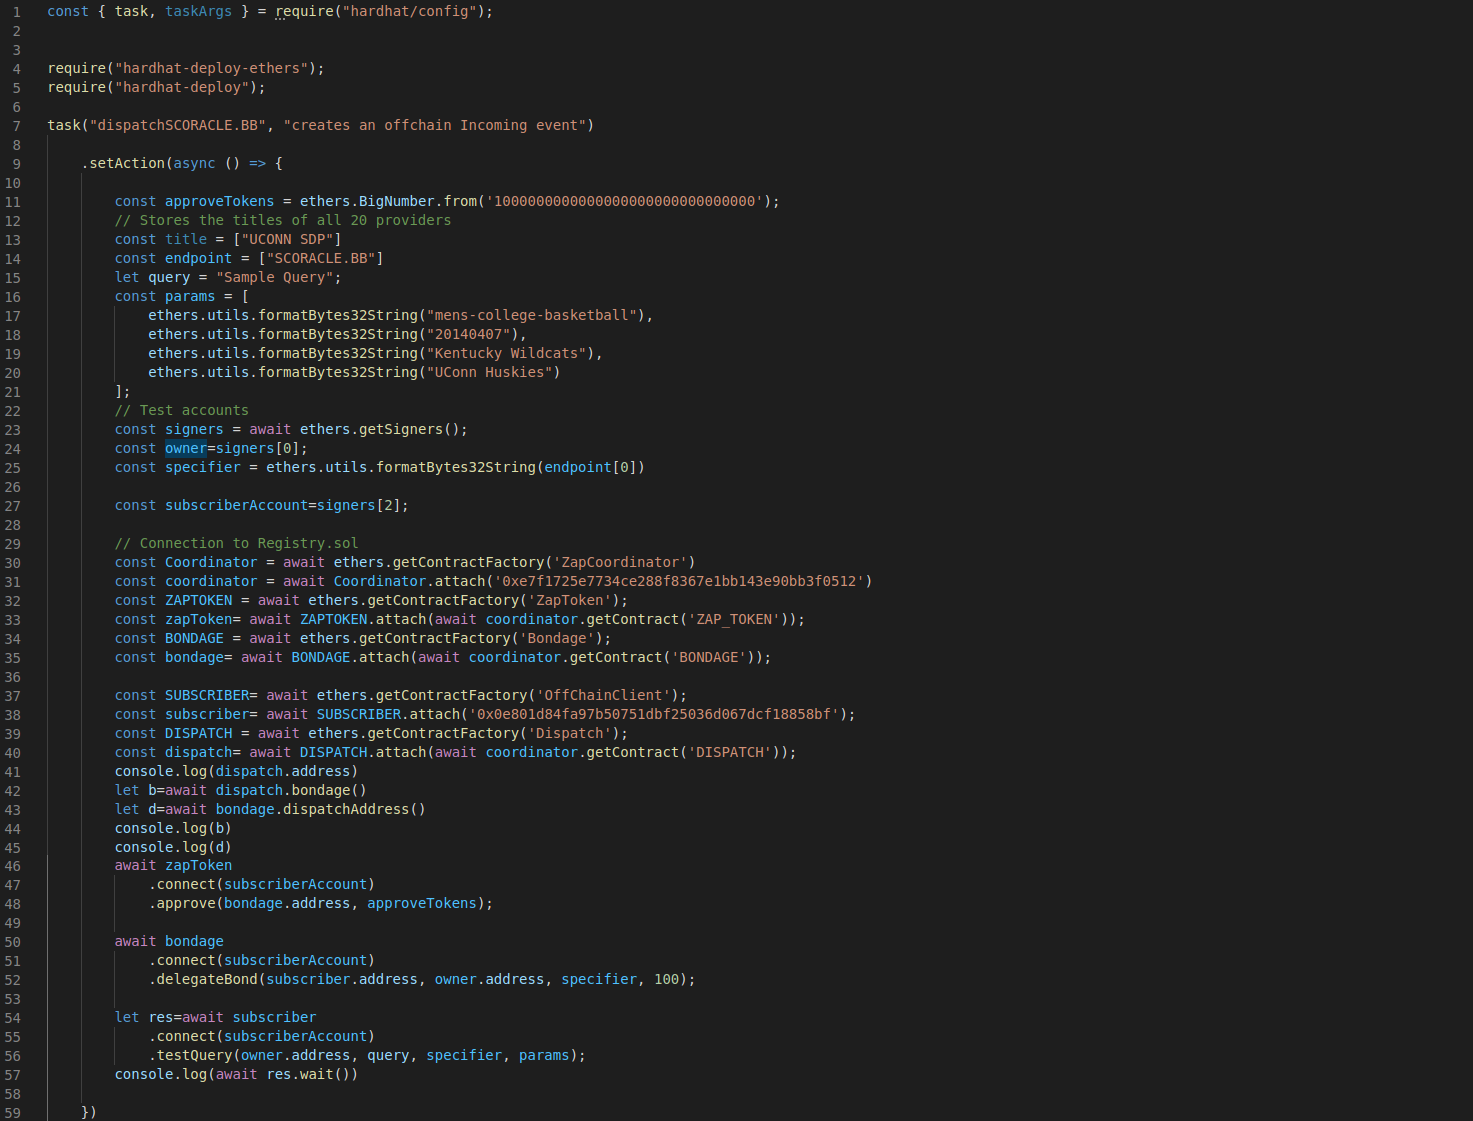 1 const { task, taskArgs } = require("hardhat/config");
2
3
4 require("hardhat-deploy-ethers");
5 require("hardhat-deploy");
6
7 task("dispatchSCORACLE.BB", "creates an offchain Incoming event")
8
9 .setAction(async () => {
10
11 const approveTokens = ethers.BigNumber.from('1000000000000000000000000000000');
12 // Stores the titles of all 20 providers
13 const title = ["UCONN SDP"]
14 const endpoint = ["SCORACLE.BB"]
15 let query = "Sample Query";
16 const params = [
17 ethers.utils.formatBytes32String("mens-college-basketball"),
18 ethers.utils.formatBytes32String("20140407"),
19 ethers.utils.formatBytes32String("Kentucky Wildcats"),
20 ethers.utils.formatBytes32String("UConn Huskies")
21 ];
22 // Test accounts
23 const signers = await ethers.getSigners();
24 const owner=signers[0];
25 const specifier = ethers.utils.formatBytes32String(endpoint[0])
26
27 const subscriberAccount=signers[2];
28
29 // Connection to Registry.sol
30 const Coordinator = await ethers.getContractFactory('ZapCoordinator')
31 const coordinator = await Coordinator.attach('0xe7f1725e7734ce288f8367e1bb143e90bb3f0512')
32 const ZAPTOKEN = await ethers.getContractFactory('ZapToken');
33 const zapToken= await ZAPTOKEN.attach(await coordinator.getContract('ZAP_TOKEN'));
34 const BONDAGE = await ethers.getContractFactory('Bondage');
35 const bondage= await BONDAGE.attach(await coordinator.getContract('BONDAGE'));
36
37 const SUBSCRIBER= await ethers.getContractFactory('OffChainClient');
38 const subscriber= await SUBSCRIBER.attach('0x0e801d84fa97b50751dbf25036d067dcf18858bf');
39 const DISPATCH = await ethers.getContractFactory('Dispatch');
40 const dispatch= await DISPATCH.attach(await coordinator.getContract('DISPATCH'));
41 console.log(dispatch.address)
42 let b=await dispatch.bondage()
43 let d=await bondage.dispatchAddress()
44 console.log(b)
45 console.log(d)
46 await zapToken
47 .connect(subscriberAccount)
48 .approve(bondage.address, approveTokens);
49
50 await bondage
51 .connect(subscriberAccount)
52 .delegateBond(subscriber.address, owner.address, specifier, 100);
53
54 let res=await subscriber
55 .connect(subscriberAccount)
56 .testQuery(owner.address, query, specifier, params);
57 console.log(await res.wait())
58
59 })